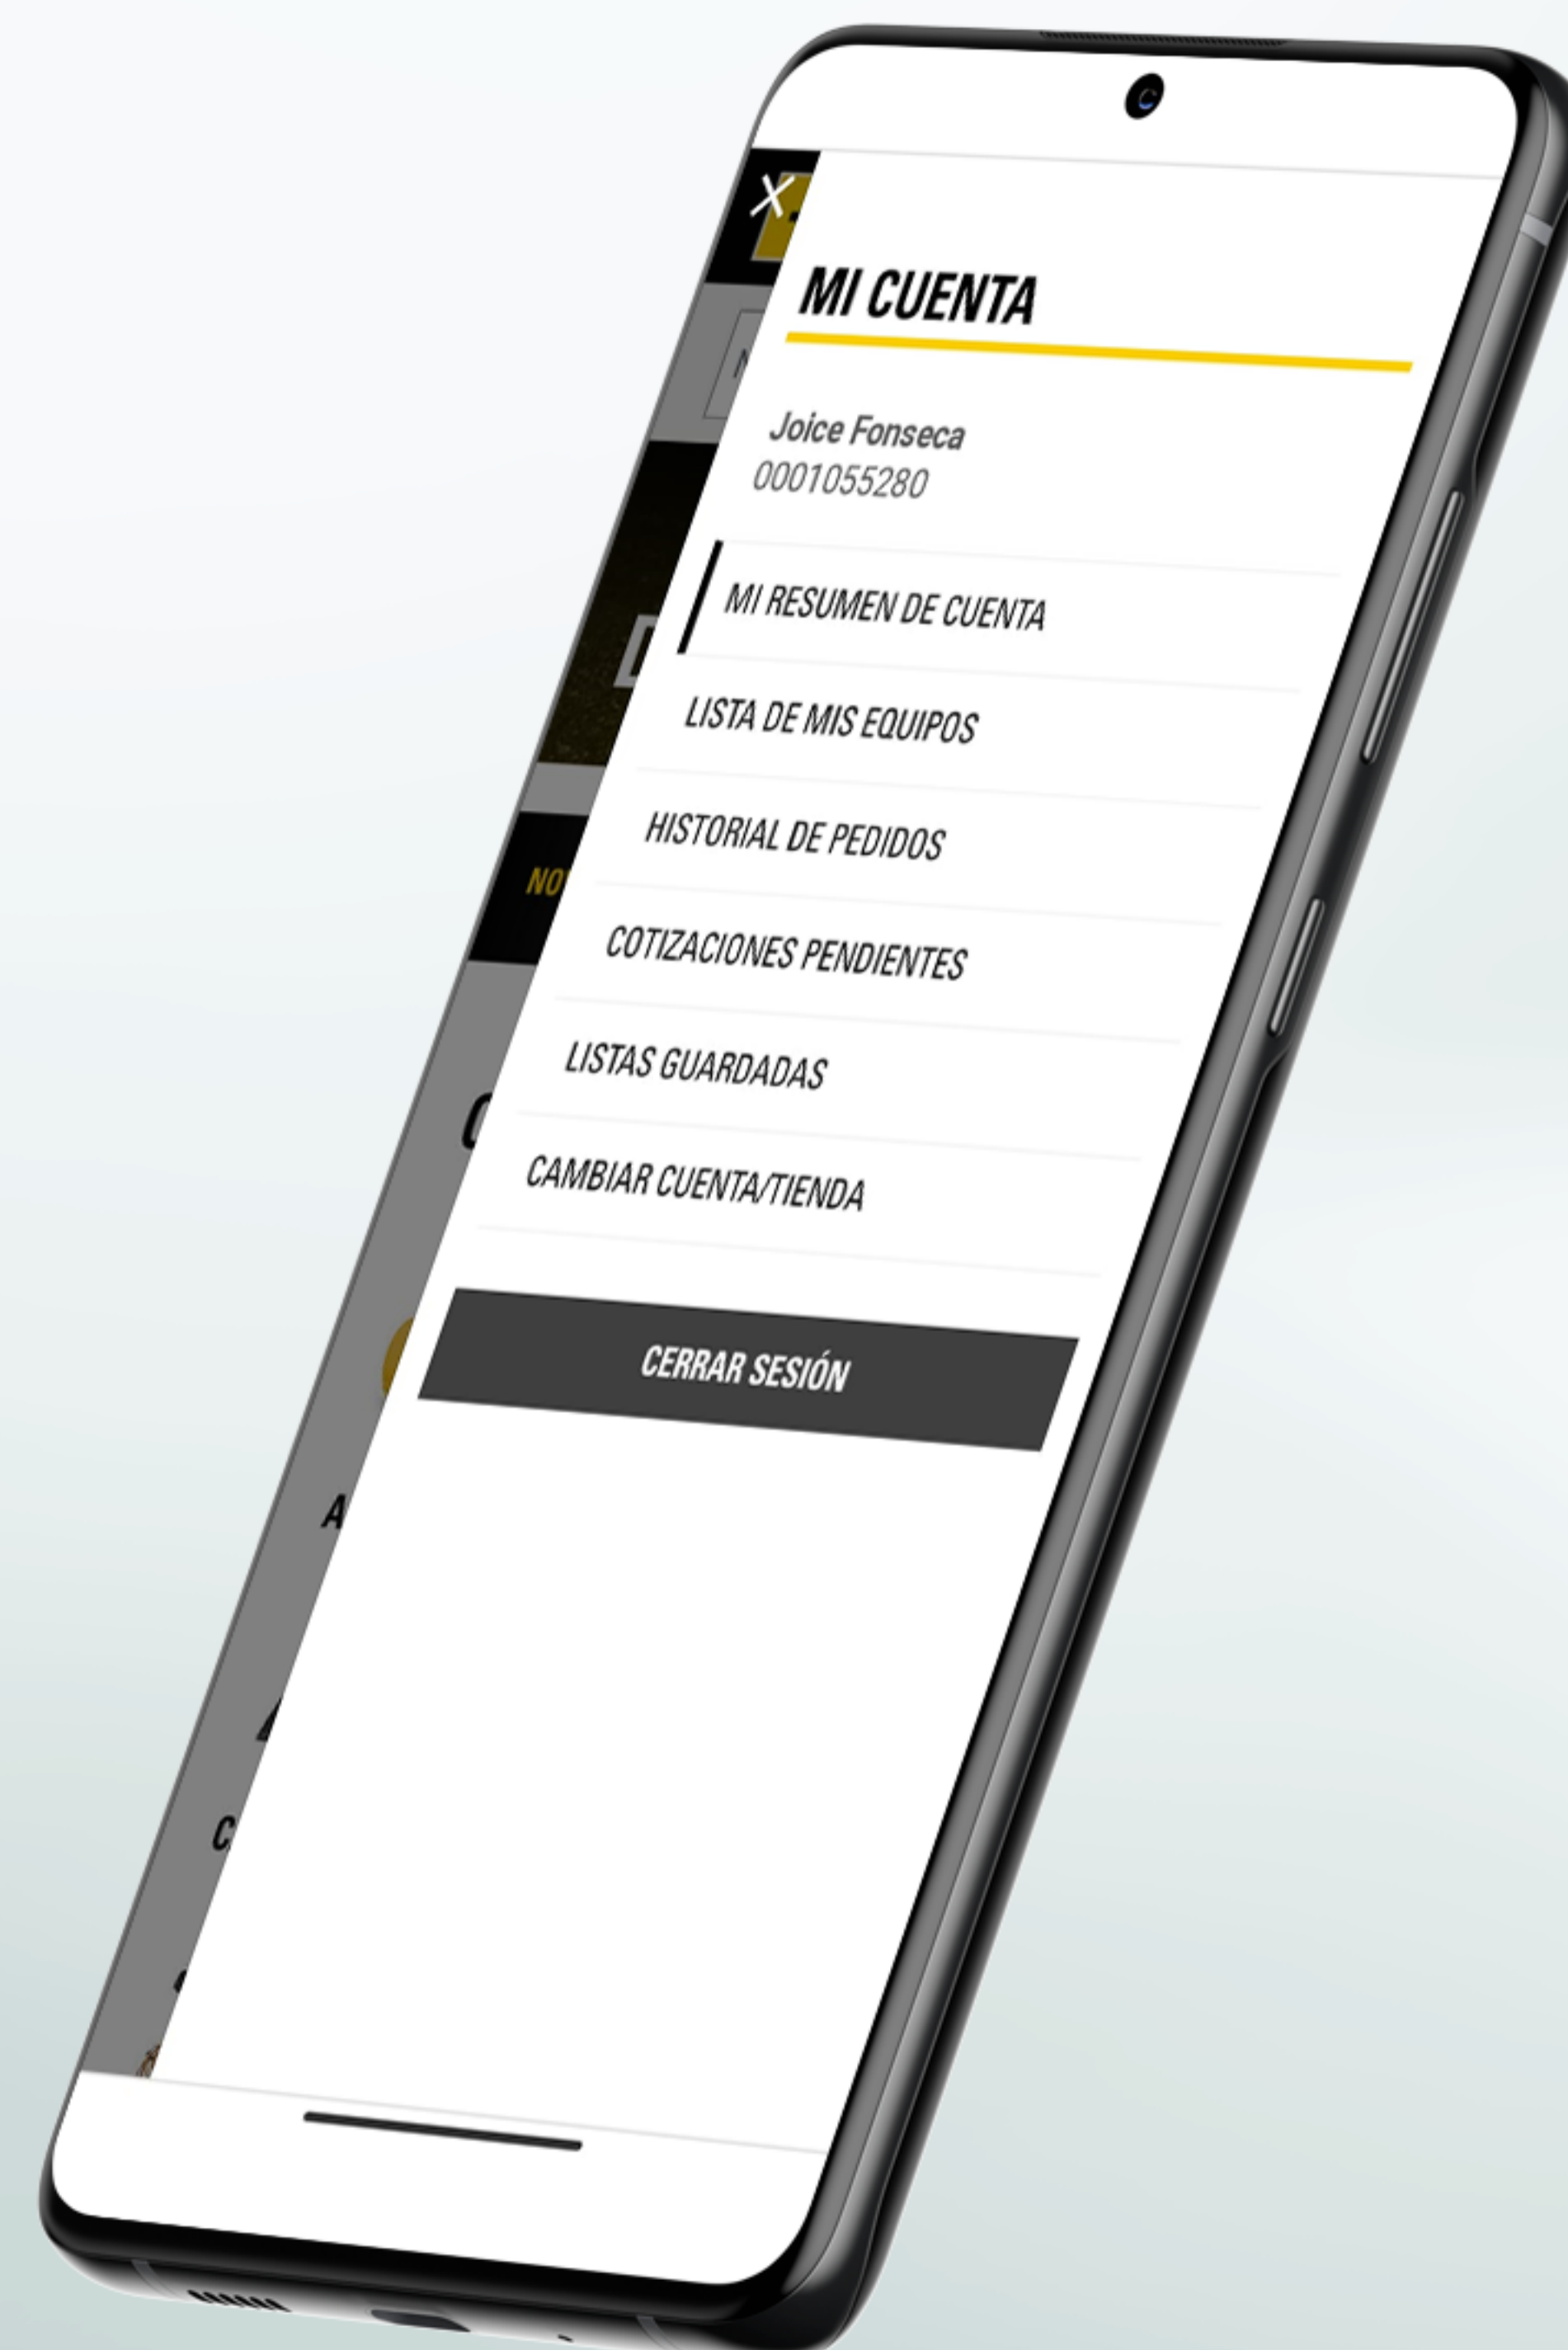 MI CUENTA
Joice Fonseca
0001055280
MI RESUMEN DE CUENTA
LISTA DE MIS EQUIPOS
HISTORIAL DE PEDIDOS
NO
COTIZACIONES PENDIENTES
LISTAS GUARDADAS
CAMBIAR CUENTA/TIENDA
CERRAR SESIÓN
A
C